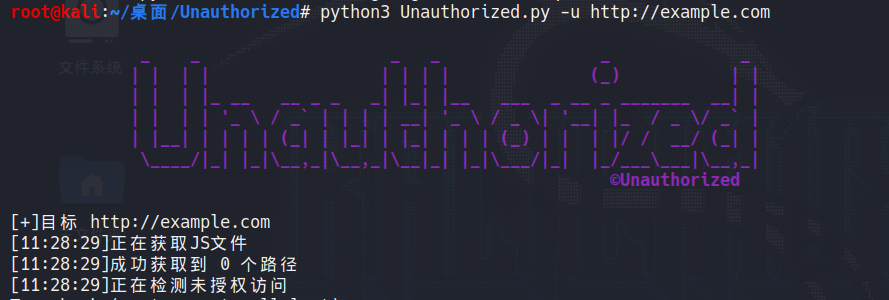 root@kali:~/桌面/Unauthorized# python3 Unauthorized.py -u http://example.com
文件系统
Unauthorized
©Unauthorized
[+]目标 http://example.com
[11:28:29]正在获取JS文件
[11:28:29]成功获取到 0 个路径
[11:28:29]正在检测未授权访问